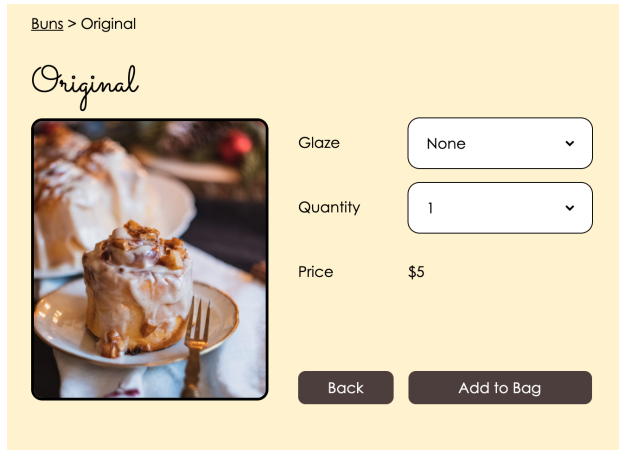 Buns > Original
Original
Glaze
None
Quantity
1
Price
$5
Back
Add to Bag